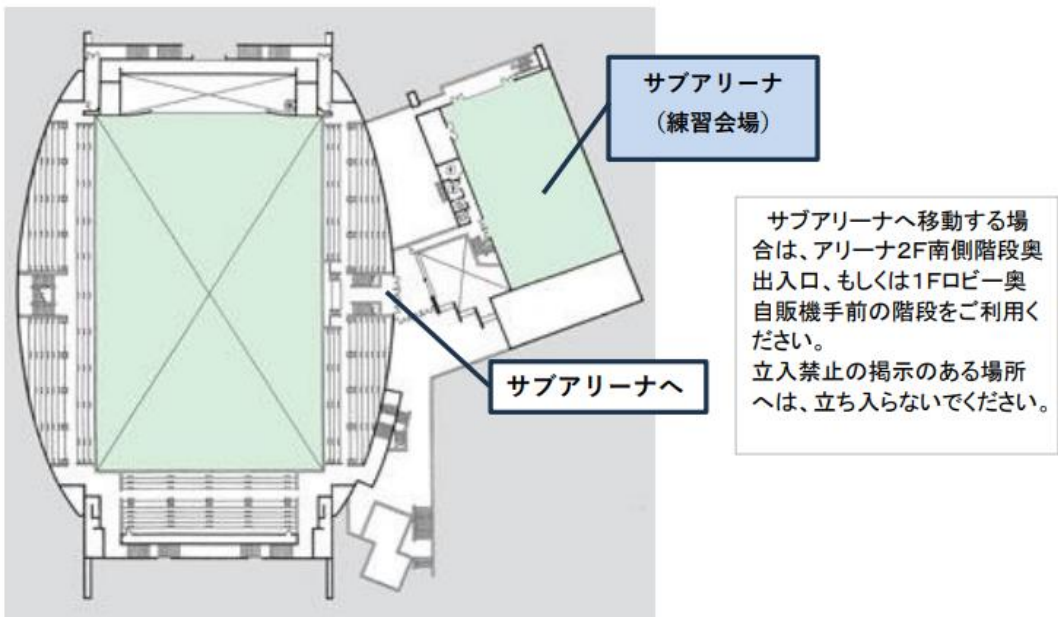 サブアリーナ
（練習会場）
サブアリーナへ移動する場
合は、アリーナ２Ｆ南側階段奥
出入口、もしくは１Ｆロビー奥
自販機手前の階段をご利用く
ださい。
立入禁止の掲示のある場所
へは、立ち入らないでください。
サブアリーナへ